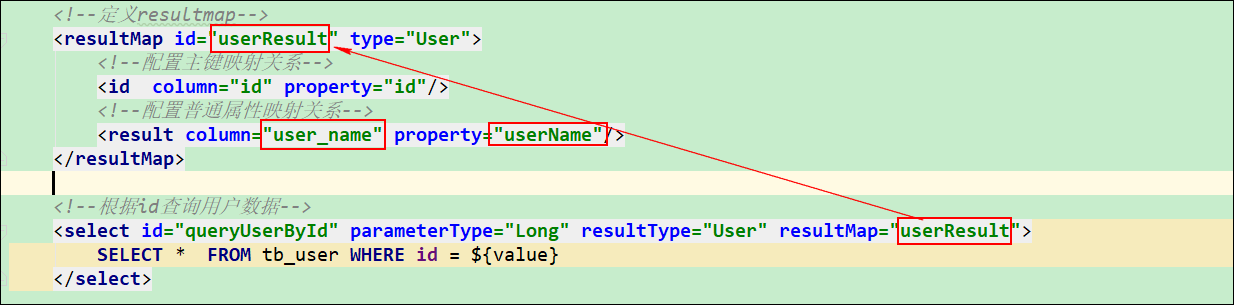 <!--定义resultmap-->
<resultMap id="userResult" type="User">
<!--配置主键映射关系-->
<id  column="id" property="id"/>
<!--配置普通属性映射关系-->
<result column="user_name" property="userName"/>
</resultMap>
<!--根据id查询用户数据-->
<select id="queryUserById" parameterType="Long" resultType="User" resultMap="userResult">
SELECT *  FROM tb_user WHERE id = ${value}
</select>